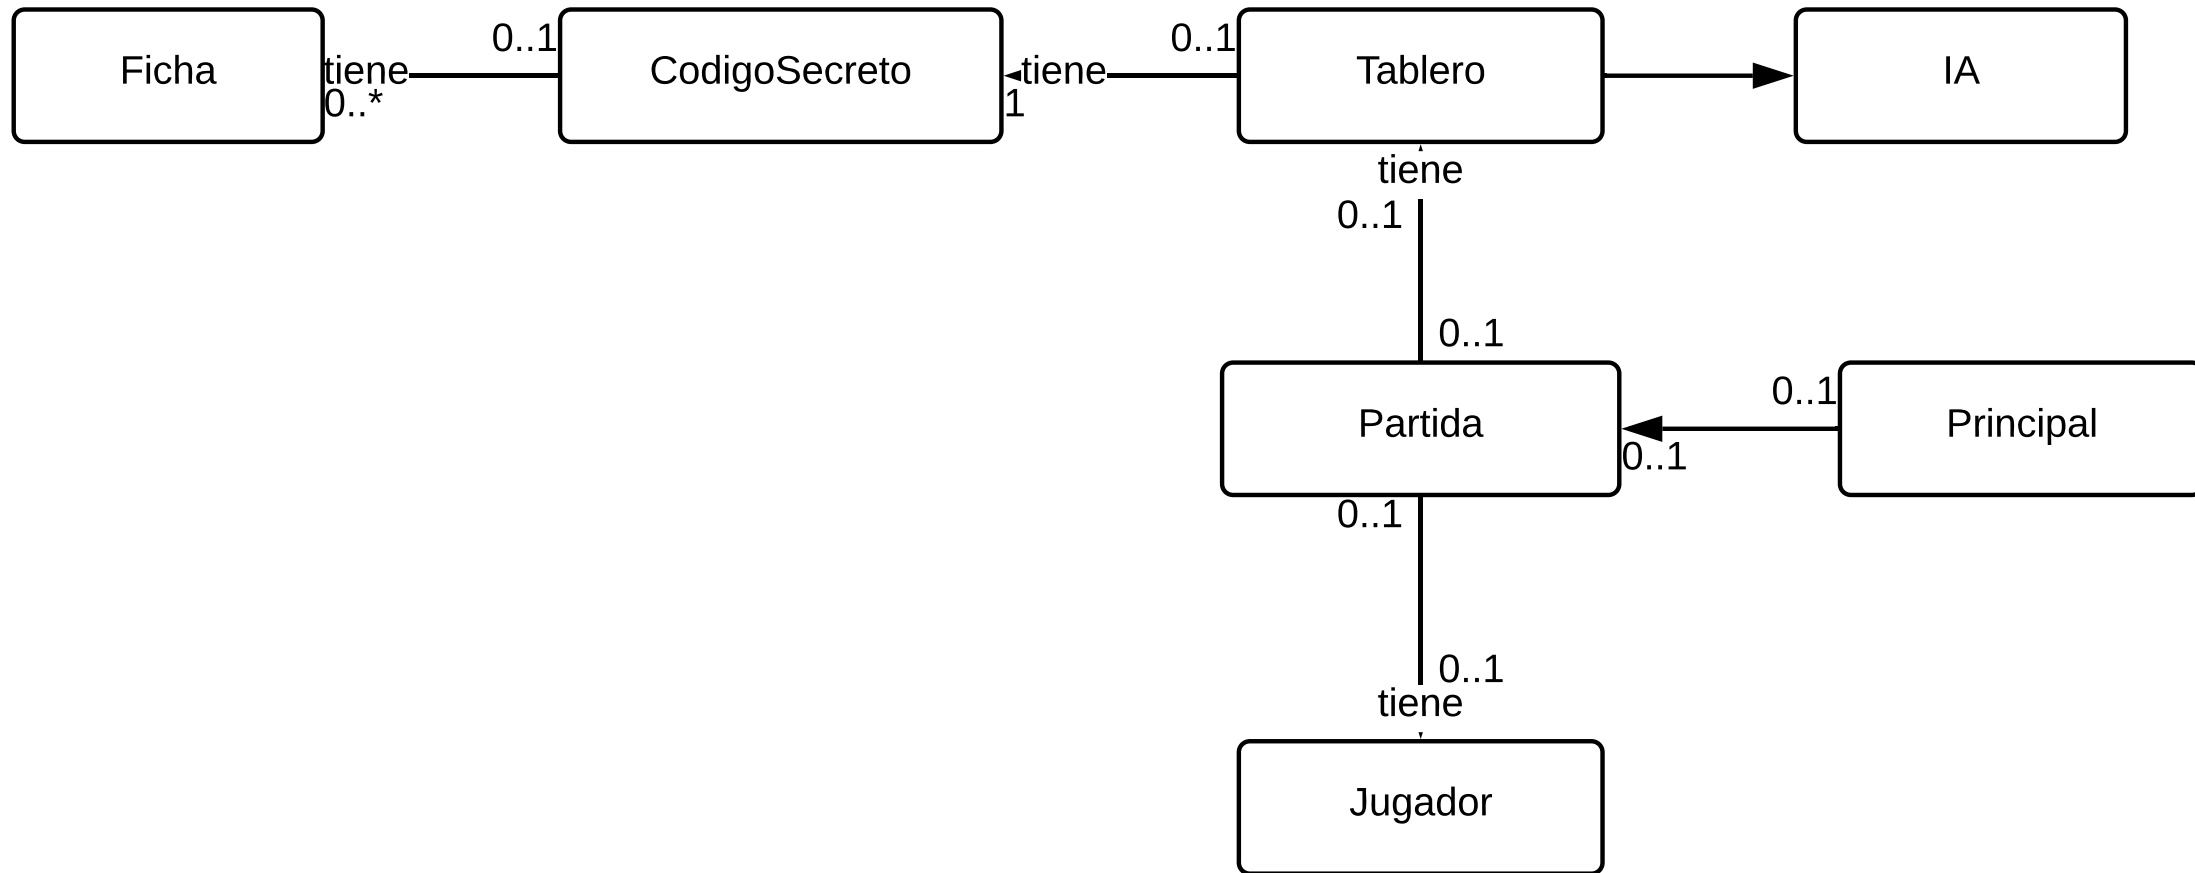 Ficha
tiene
0..*
0..1
CodigoSecreto
tiene
1
0..1
Tablero
IA
tiene
0..1
0..1
Partida
0..1
0..1
Principal
0..1
0..1
tiene
Jugador